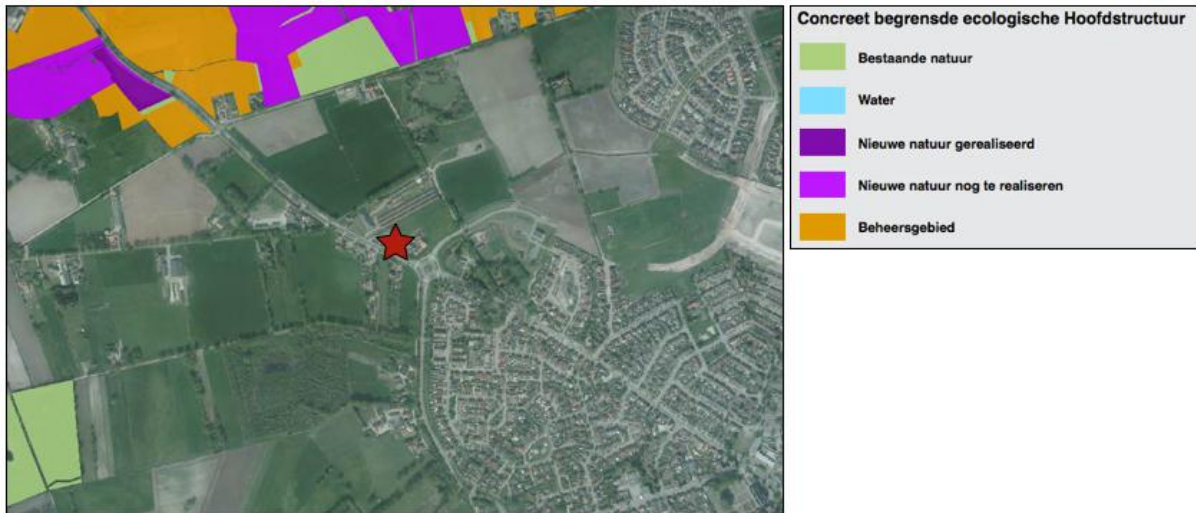 Concreet begrensde ecologische Hoofdstructuur
Bestaande natuur
Water
Nieuwe natuur gerealiseerd
Nieuwe natuur nog te realiseren
Beheersgebied